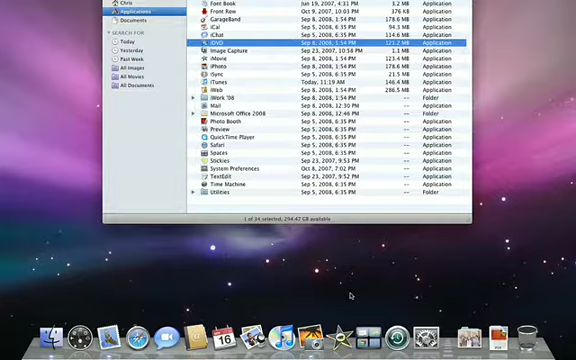 Chris
Font Book Jun 19, 2007, 4:31 PM 3.2 MB Application
Applications Front Row Oct 9, 2007, 10:03 PM 376 KB Application
Documents GarageBand Sep 8, 2008, 1:54 PM 178.6 MB Application
iCal Sep 5, 2008, 6:35 PM 94.3 MB Application
SEARCH FOR iChat Sep 5, 2008, 6:35 PM 114.6 MB Application
Today iDVD Sep 8, 2008, 1:54 PM 121.2 MB Application
Yesterday Image Capture Sep 23, 2007, 10:58 PM 1.1 MB Application
Past Week iMovie Sep 8, 2008, 1:54 PM 123.4 MB Application
All Images iPhoto Sep 8, 2008, 1:54 PM 178.6 MB Application
All Movies iSync Sep 5, 2008, 6:35 PM Application
All Documents iTunes Today, 11:19 AM 146.4 MB Application
iWeb Sep 8, 2008, 1:54 PM 286.5 MB Application
iWork '08 Sep 8, 2008, 1:54 PM -- Folder
Mail Sep 8, 2008, 12:30 PM -- Application
Microsoft Office 2008 Sep 8, 2008, 12:46 PM -- Folder
Photo Booth Sep 5, 2008, 6:35 PM -- Application
Preview Sep 5, 2008, 6:35 PM -- Application
QuickTime Player Sep 5, 2008, 6:35 PM -- Application
Safari Sep 5, 2008, 6:35 PM -- Application
Spaces Sep 5, 2008, 6:35 PM -- Application
Stickies Sep 23, 2007, 9:53 PM -- Application
System Preferences Oct 8, 2007, 7:02 PM -- Application
TextEdit Sep 23, 2007, 9:52 PM -- Application
Time Machine Sep 5, 2008, 6:35 PM -- Application
Utilities Sep 5, 2008, 6:35 PM -- Folder
1 of 34 selected, 294.47 GB available
16